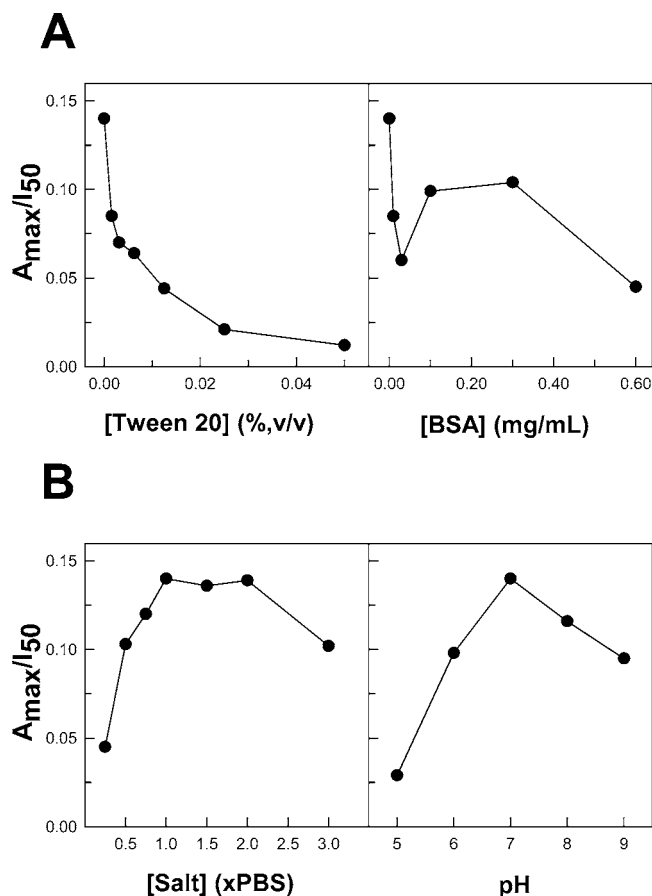 A
Amax/I50
0.15
0.10
0.05
0.00
0.00 0.02 0.04
0.00 0.20 0.40 0.60
[Tween 20] (%,v/v)
[BSA] (mg/mL)
B
Amax/I50
0.15
0.10
0.05
0.00
0.5 1.0 1.5 2.0 2.5 3.0
5 6 7 8 9
[Salt] (xPBS)
pH